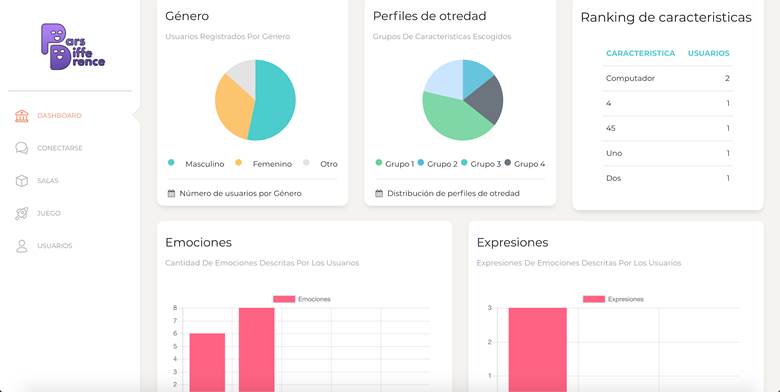 Pars
Diffe
rence
DASHBOARD
CONECTARSE
SALAS
JUEGO
USUARIOS
Género
Usuarios Registrados Por Género
Masculino Femenino Otro
Número de usuarios por Género
Perfiles de otredad
Grupos De Caracteristicas Escogidos
Grupo 1 Grupo 2 Grupo 3 Grupo 4
Distribución de perfiles de otredad
Ranking de caracteristicas
CARACTERISTICA USUARIOS
Computador 2
4 1
45 1
Uno 1
Dos 1
Emociones
Cantidad De Emociones Descritas Por Los Usuarios
Emociones
8
7
6
5
4
3
2
Expresiones
Expresiones De Emociones Descritas Por Los Usuarios
Expresiones
3
2
1